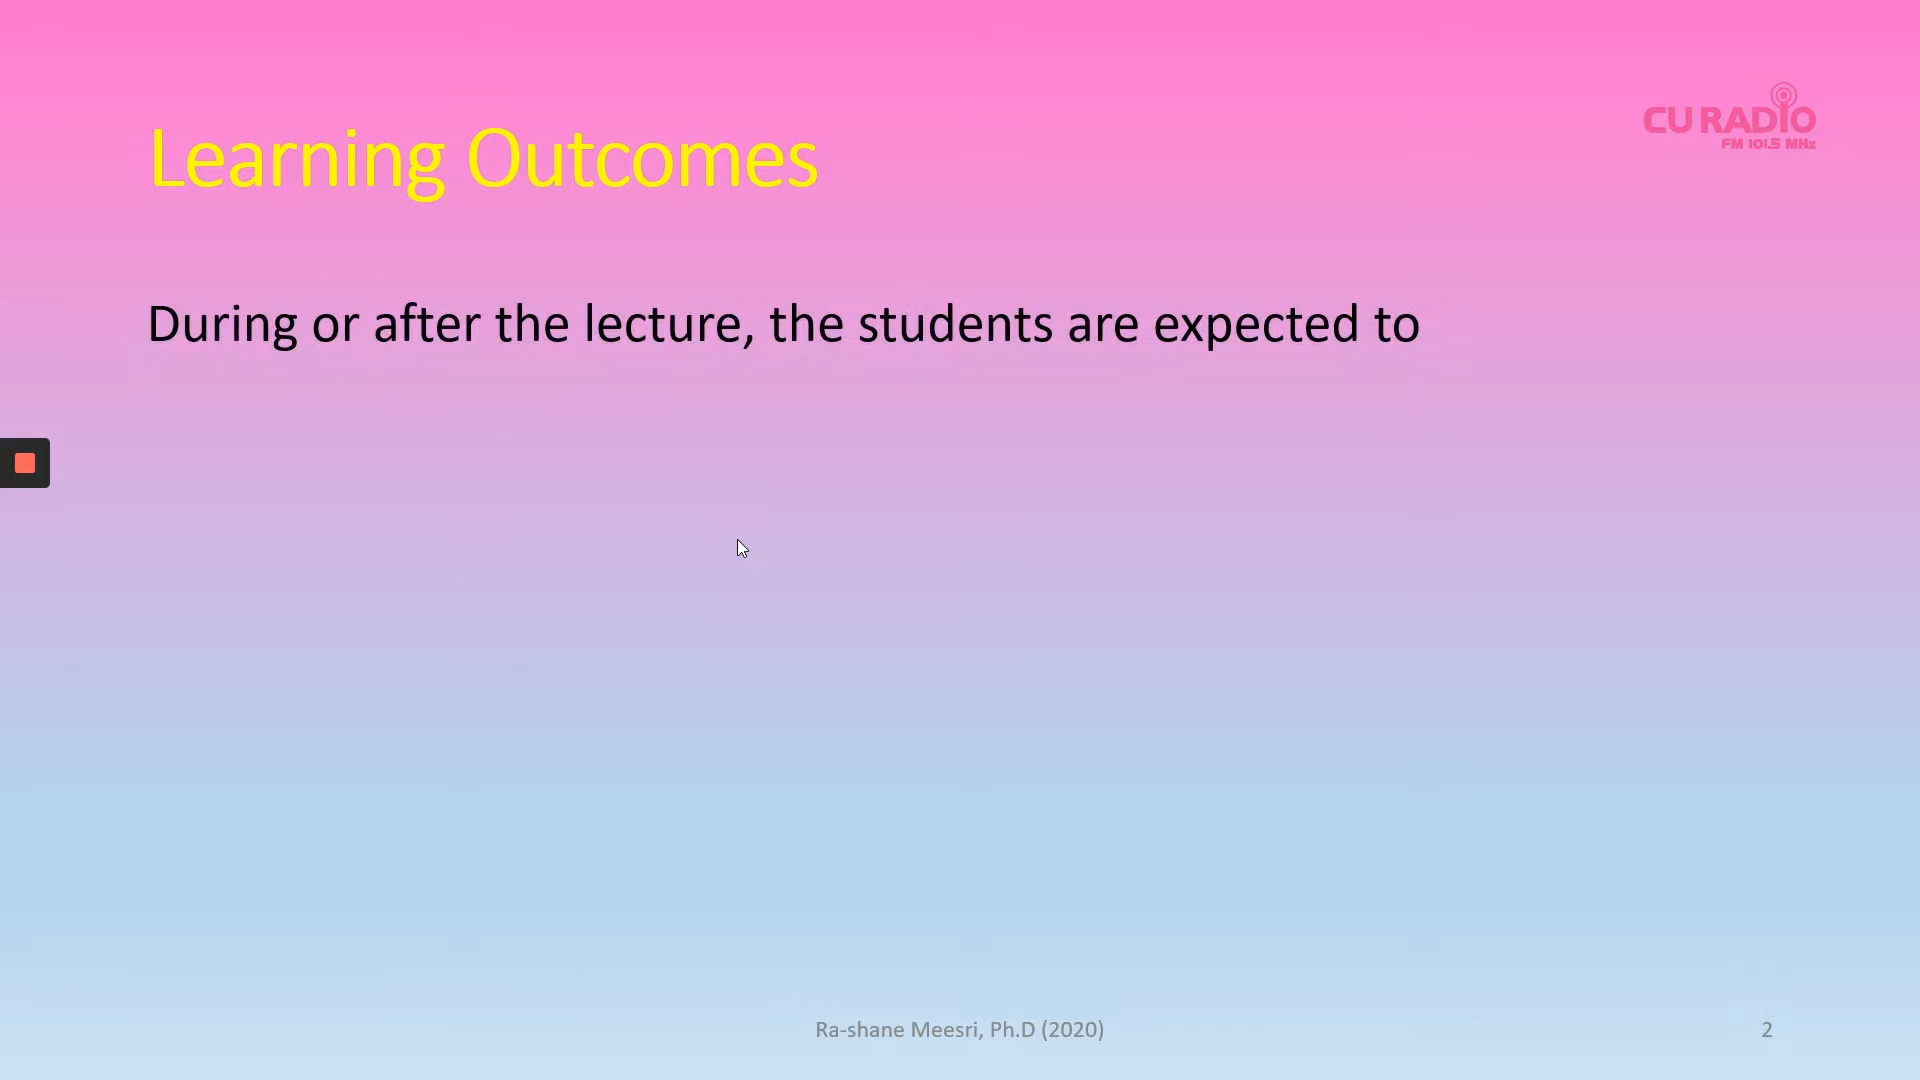 Learning Outcomes
CU RADIO
FM 101.5 MHz
During or after the lecture, the students are expected to
Ra-shane Meesri, Ph.D (2020)
2